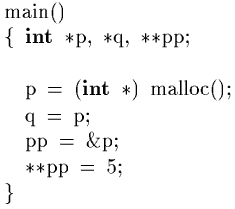 main()
{ int *p, *q, **pp;
p = (int *) malloc();
q = p;
pp = &p;
**pp = 5;
}